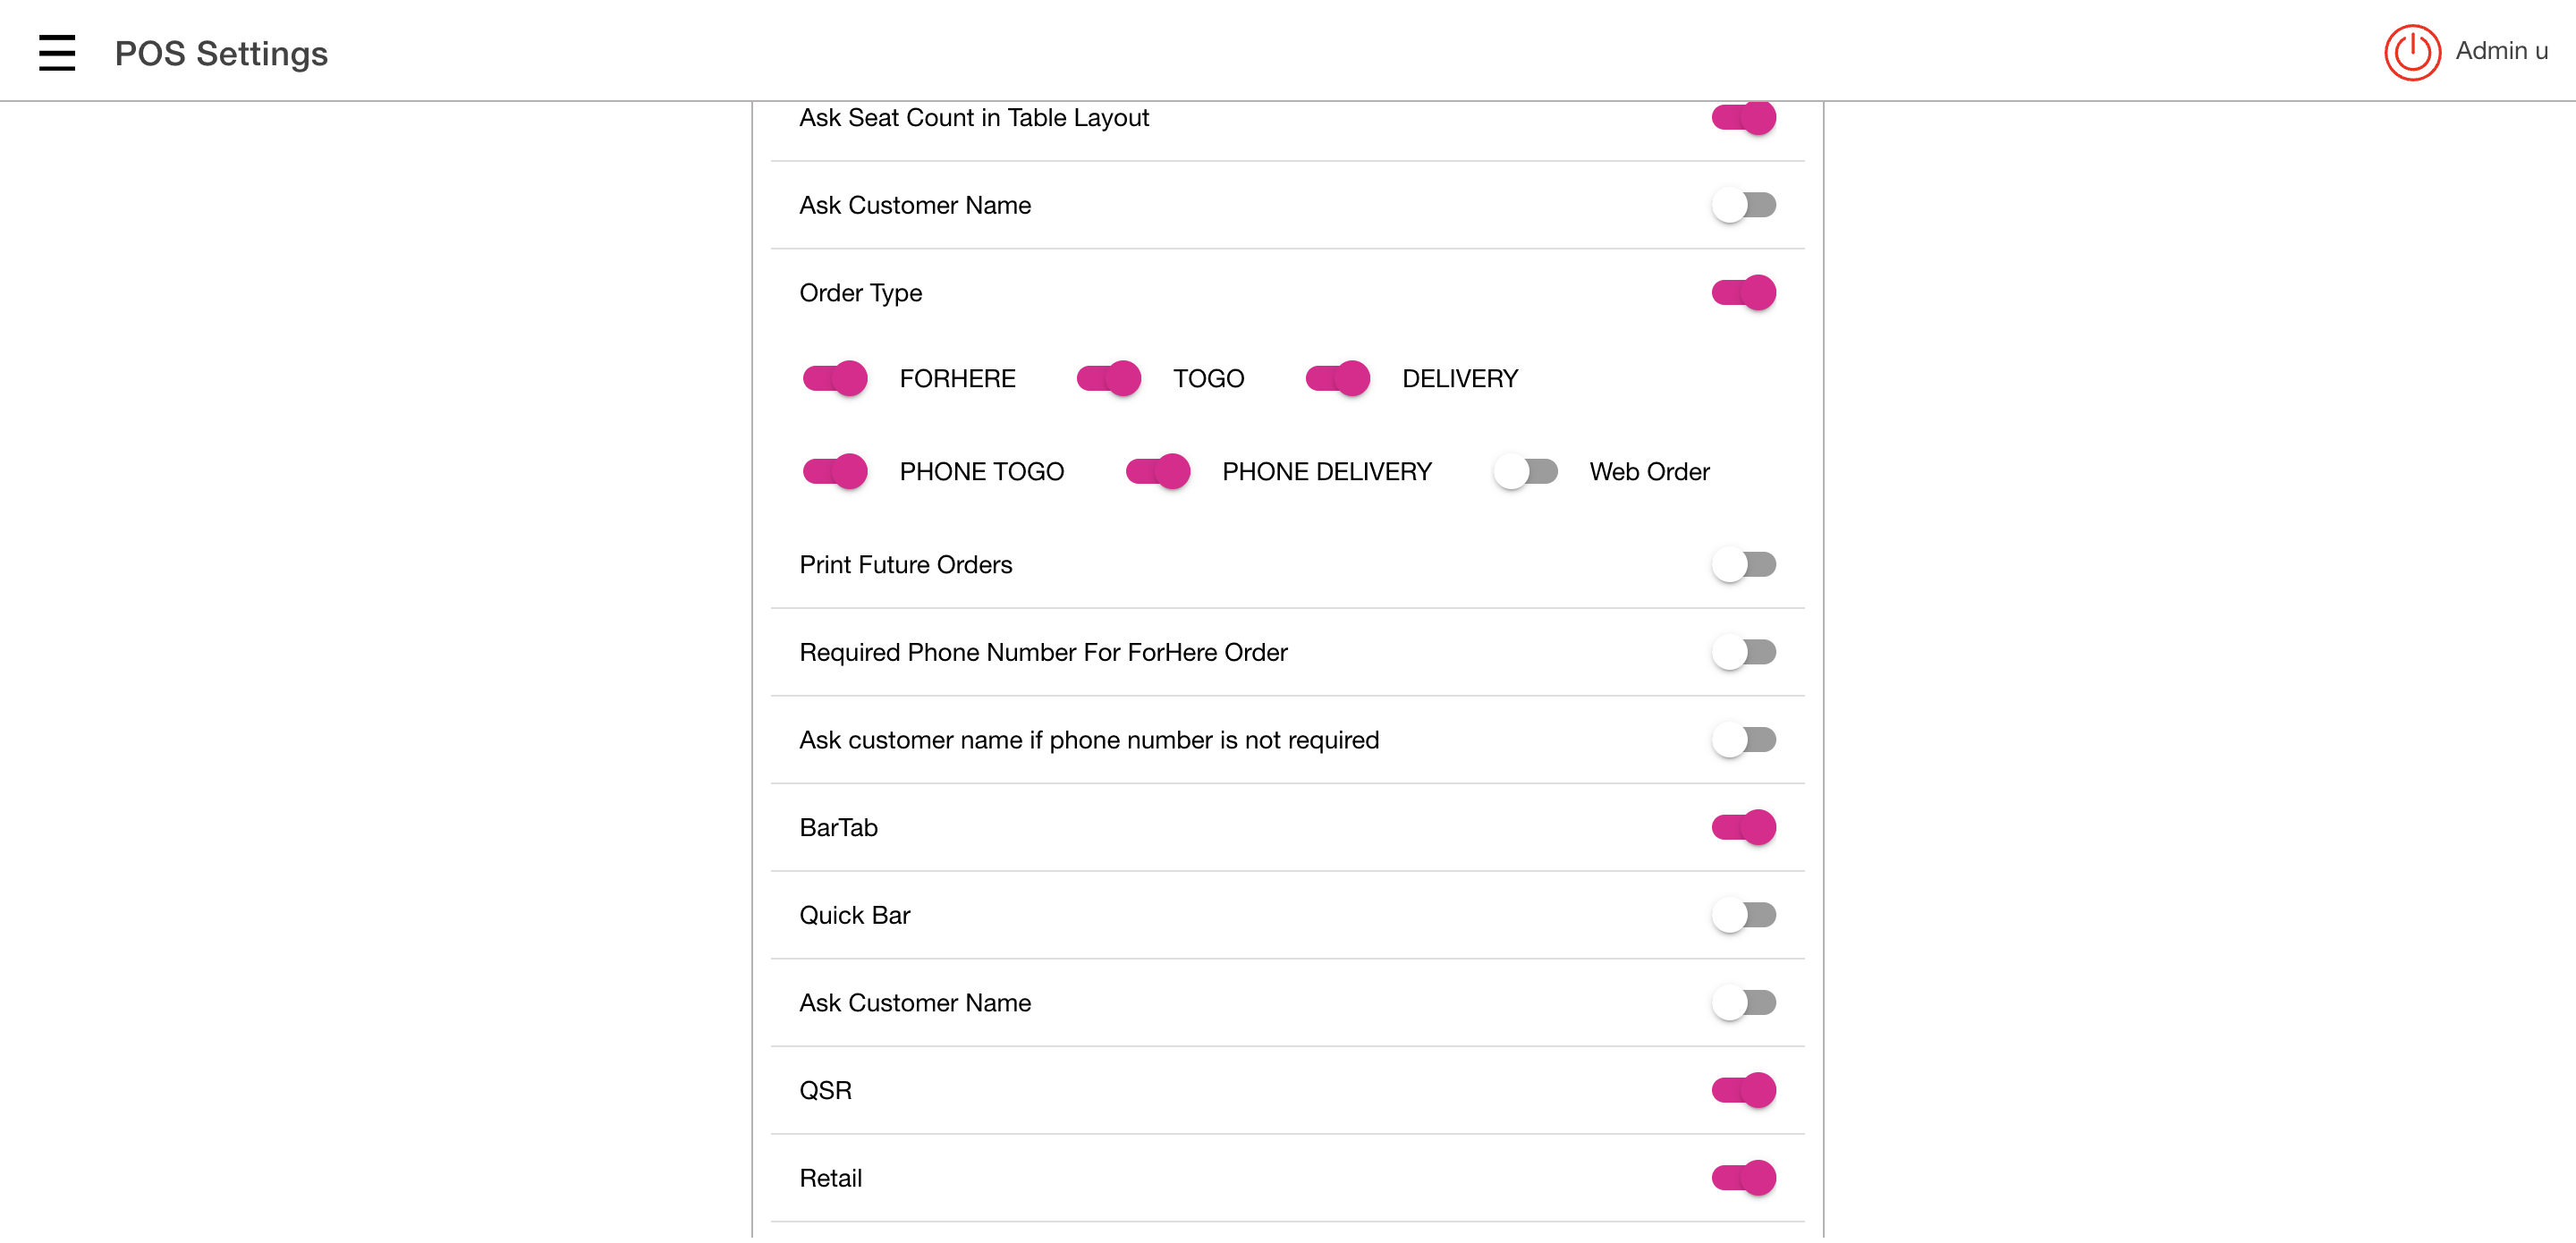 POS Settings
Admin u
Ask Seat Count in Table Layout
Ask Customer Name
Order Type
FORHERE TOGO DELIVERY
PHONE TOGO PHONE DELIVERY Web Order
Print Future Orders
Required Phone Number For ForHere Order
Ask customer name if phone number is not required
BarTab
Quick Bar
Ask Customer Name
QSR
Retail